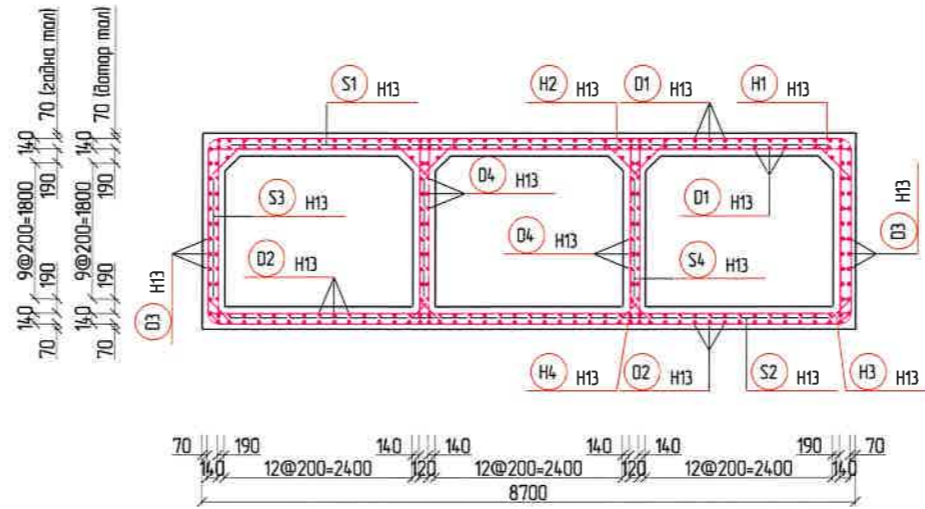 70 (гадна тал)
140
190
9@200=1800
190
140
70
70 (дотор тал)
140
190
9@200=1800
190
140
70
S1 H13
H2 H13
D1 H13
H1 H13
S3 H13
D4 H13
D1 H13
D3 H13
D2 H13
D4 H13
S4 H13
D3 H13
H4 H13
D2 H13
S2 H13
H3 H13
70 190 140 140 140 140 190 70
140 12@200=2400 120 12@200=2400 120 12@200=2400 140
8700